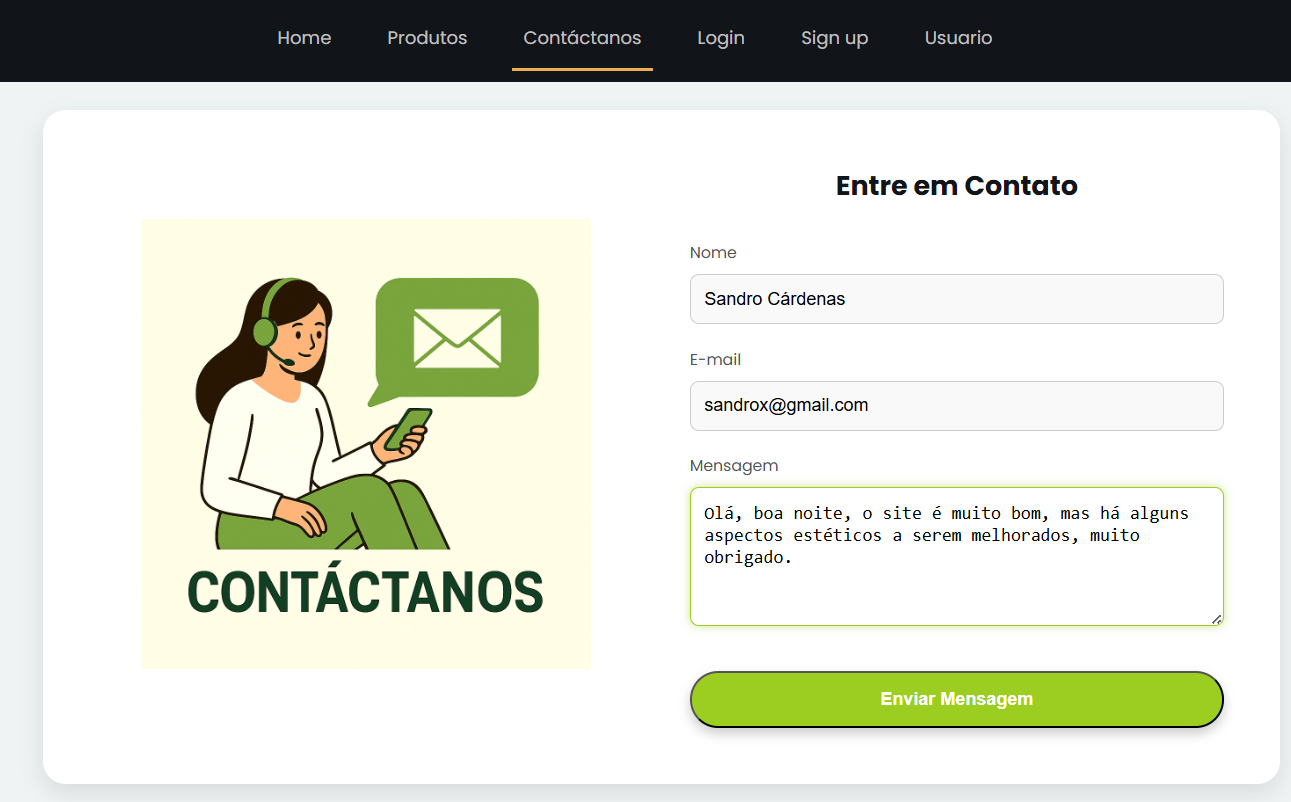 Home Produtos Contáctanos Login Sign up Usuario
CONTÁCTANOS
Entre em Contato
Nome
Sandro Cárdenas
E-mail
sandrox@gmail.com
Mensagem
Olá, boa noite, o site é muito bom, mas há alguns
aspectos estéticos a serem melhorados, muito
obrigado.
Enviar Mensagem